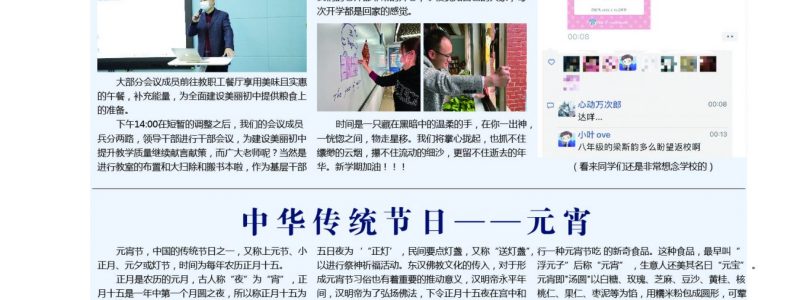 次开学都是回家的感觉。
大部分会议成员前往教职工餐厅享用美味且实惠
的午餐，补充能量，为全面建设美丽初中提供粮食上
的准备。
下午14:00在短暂的调整之后，我们的会议成员
兵分两路，领导干部进行干部会议，为建设美丽初中
提升教学质量继续献言献策，而广大老师呢？当然是
进行教室的布置和大扫除和搬书本啦，作为基层干部
时间是一只藏在黑暗中的温柔的手，在你一出神，
一恍惚之间，物走星移。我们将掌心拢起，也抓不住
缥缈的云烟，攥不住流动的细沙，更留不住逝去的年
华。新学期加油！！！
00:08
心动万次郎
00:08
达咩...
小叶 ove
00:13
八年级的梁斯韵多么盼望返校啊
（看来同学们还是非常想念学校的）
中华传统节日——元宵
元宵节，中国的传统节日之一，又称上元节、小
正月、元夕或灯节，时间为每年农历正月十五。
正月是农历的元月，古人称“夜”为“宵”，正
月十五是一年中第一个月圆之夜，所以称正月十五为
五日夜为‘“正灯’，民间要点灯盏，又称“送灯盏”，
以进行祭神祈福活动。东汉佛教文化的传入，对于形
成元宵节习俗也有着重要的推动意义，汉明帝永平年
间，汉明帝为了弘扬佛法，下令正月十五夜在宫中和
行一种元宵节吃 的新奇食品。这种食品，最早叫“
浮元子”后称“元宵”，生意人还美其名曰“元宝”。
元宵即“汤圆”以白糖、玫瑰、芝麻、豆沙、黄桂、核
桃仁、果仁、枣泥等为馅，用糯米粉包成圆形，可荤